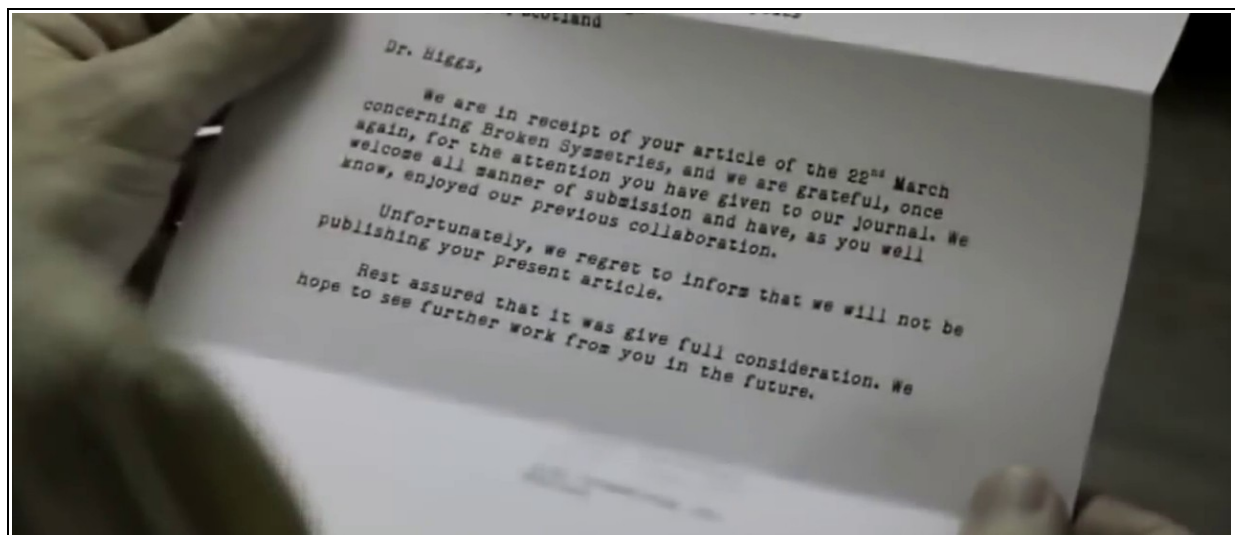 Scotland
Dr. Higgs,
We are in receipt of your article of the 22nd March
concerning Broken Symmetries, and we are grateful, once
again, for the attention you have given to our journal. We
welcome all manner of submission and have, as you well
know, enjoyed our previous collaboration.
Unfortunately, we regret to inform that we will not be
publishing your present article.
Rest assured that it was give full consideration. We
hope to see further work from you in the future.